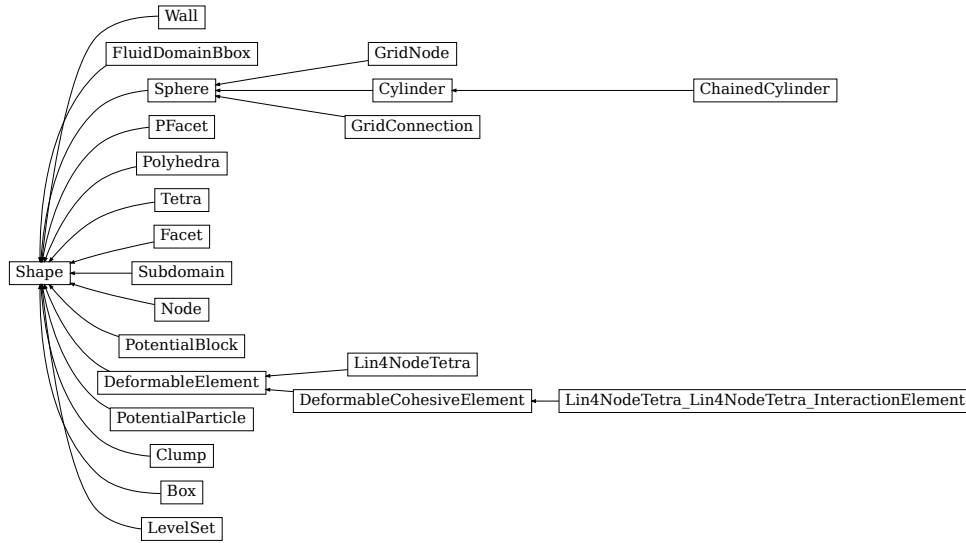 Wall
FluidDomainBbox
GridNode
Sphere
Cylinder
ChainedCylinder
PFacet
GridConnection
Polyhedra
Tetra
Facet
Shape
Subdomain
Node
PotentialBlock
Lin4NodeTetra
DeformableElement
DeformableCohesiveElement
Lin4NodeTetra_Lin4NodeTetra_InteractionElement
PotentialParticle
Clump
Box
LevelSet